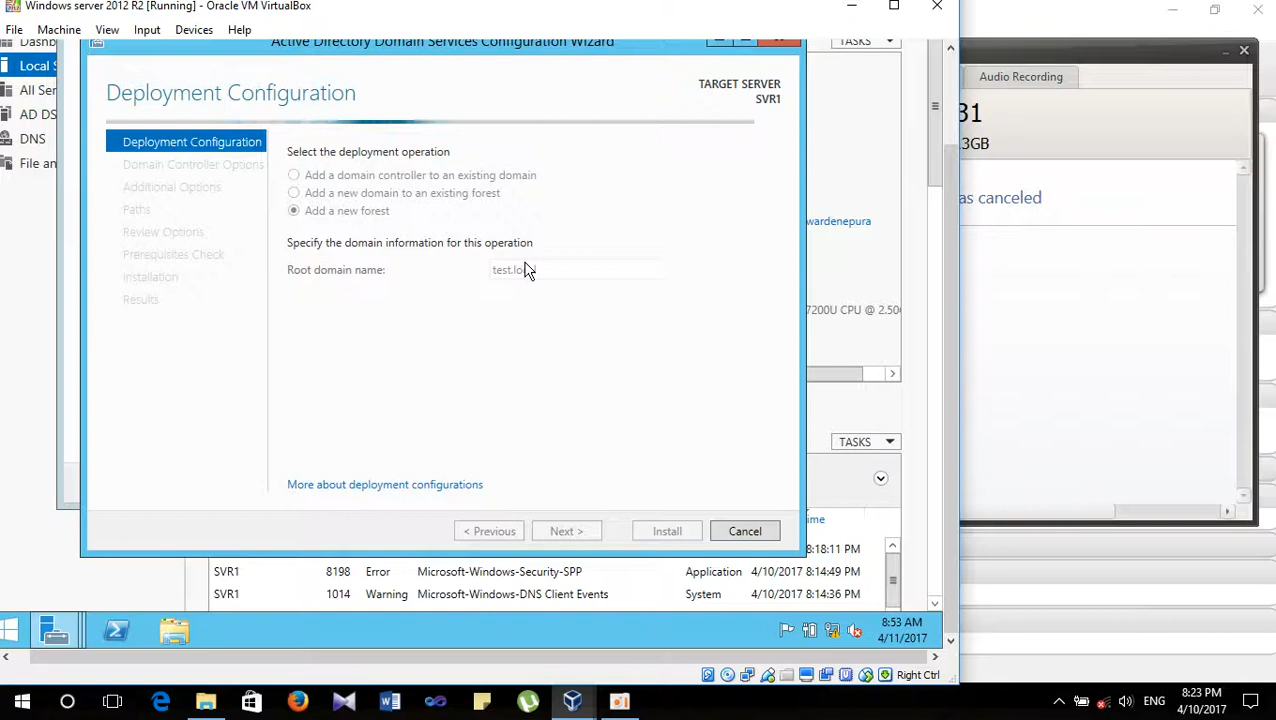 Windows server 2012 R2 [Running] - Oracle VM VirtualBox
File Machine View Input Devices Help
Active Directory Domain Services Configuration Wizard
TASKS
Local S
All Ser
AD DS
DNS
File an
Deployment Configuration
TARGET SERVER
SVR1
Deployment Configuration
Domain Controller Options
Additional Options
Paths
Review Options
Prerequisites Check
Installation
Results
Select the deployment operation
Add a domain controller to an existing domain
Add a new domain to an existing forest
Add a new forest
Specify the domain information for this operation
Root domain name:
More about deployment configurations
< Previous
Next >
Install
Cancel
wardenepura
7200U CPU @ 2.50
TASKS
ime
8:18:11 PM
SVR1 8198 Error Microsoft-Windows-Security-SPP Application 4/10/2017 8:14:49 PM
SVR1 1014 Warning Microsoft-Windows-DNS Client Events System 4/10/2017 8:14:36 PM
8:53 AM
4/11/2017
Right Ctrl
Audio Recording
31
3GB
as canceled
ENG
8:23 PM
4/10/2017